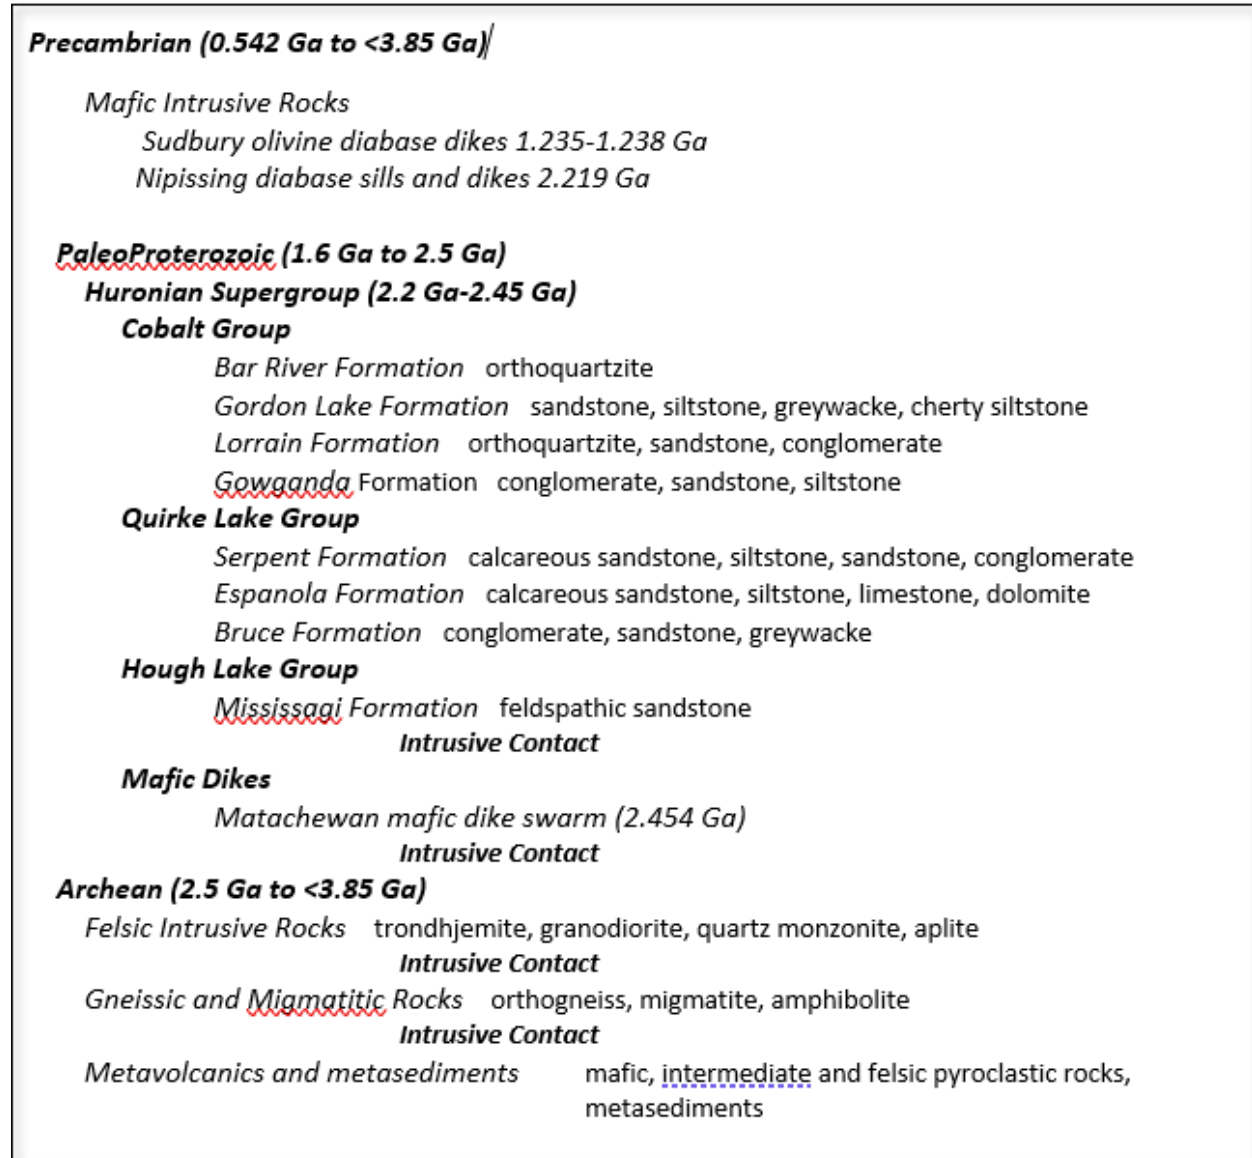 Precambrian (0.542 Ga to <3.85 Ga)
Mafic Intrusive Rocks
Sudbury olivine diabase dikes 1.235-1.238 Ga
Nipissing diabase sills and dikes 2.219 Ga
PaleoProterozoic (1.6 Ga to 2.5 Ga)
Huronian Supergroup (2.2 Ga-2.45 Ga)
Cobalt Group
Bar River Formation orthoquartzite
Gordon Lake Formation sandstone, siltstone, greywacke, cherty siltstone
Lorrain Formation orthoquartzite, sandstone, conglomerate
Gowganda Formation conglomerate, sandstone, siltstone
Quirke Lake Group
Serpent Formation calcareous sandstone, siltstone, sandstone, conglomerate
Espanola Formation calcareous sandstone, siltstone, limestone, dolomite
Bruce Formation conglomerate, sandstone, greywacke
Hough Lake Group
Mississagi Formation feldspathic sandstone
Intrusive Contact
Mafic Dikes
Matachewan mafic dike swarm (2.454 Ga)
Intrusive Contact
Archean (2.5 Ga to <3.85 Ga)
Felsic Intrusive Rocks trondhjemite, granodiorite, quartz monzonite, aplite
Intrusive Contact
Gneissic and Migmatitic Rocks orthogneiss, migmatite, amphibolite
Intrusive Contact
Metavolcanics and metasediments mafic, intermediate and felsic pyroclastic rocks,
metasediments